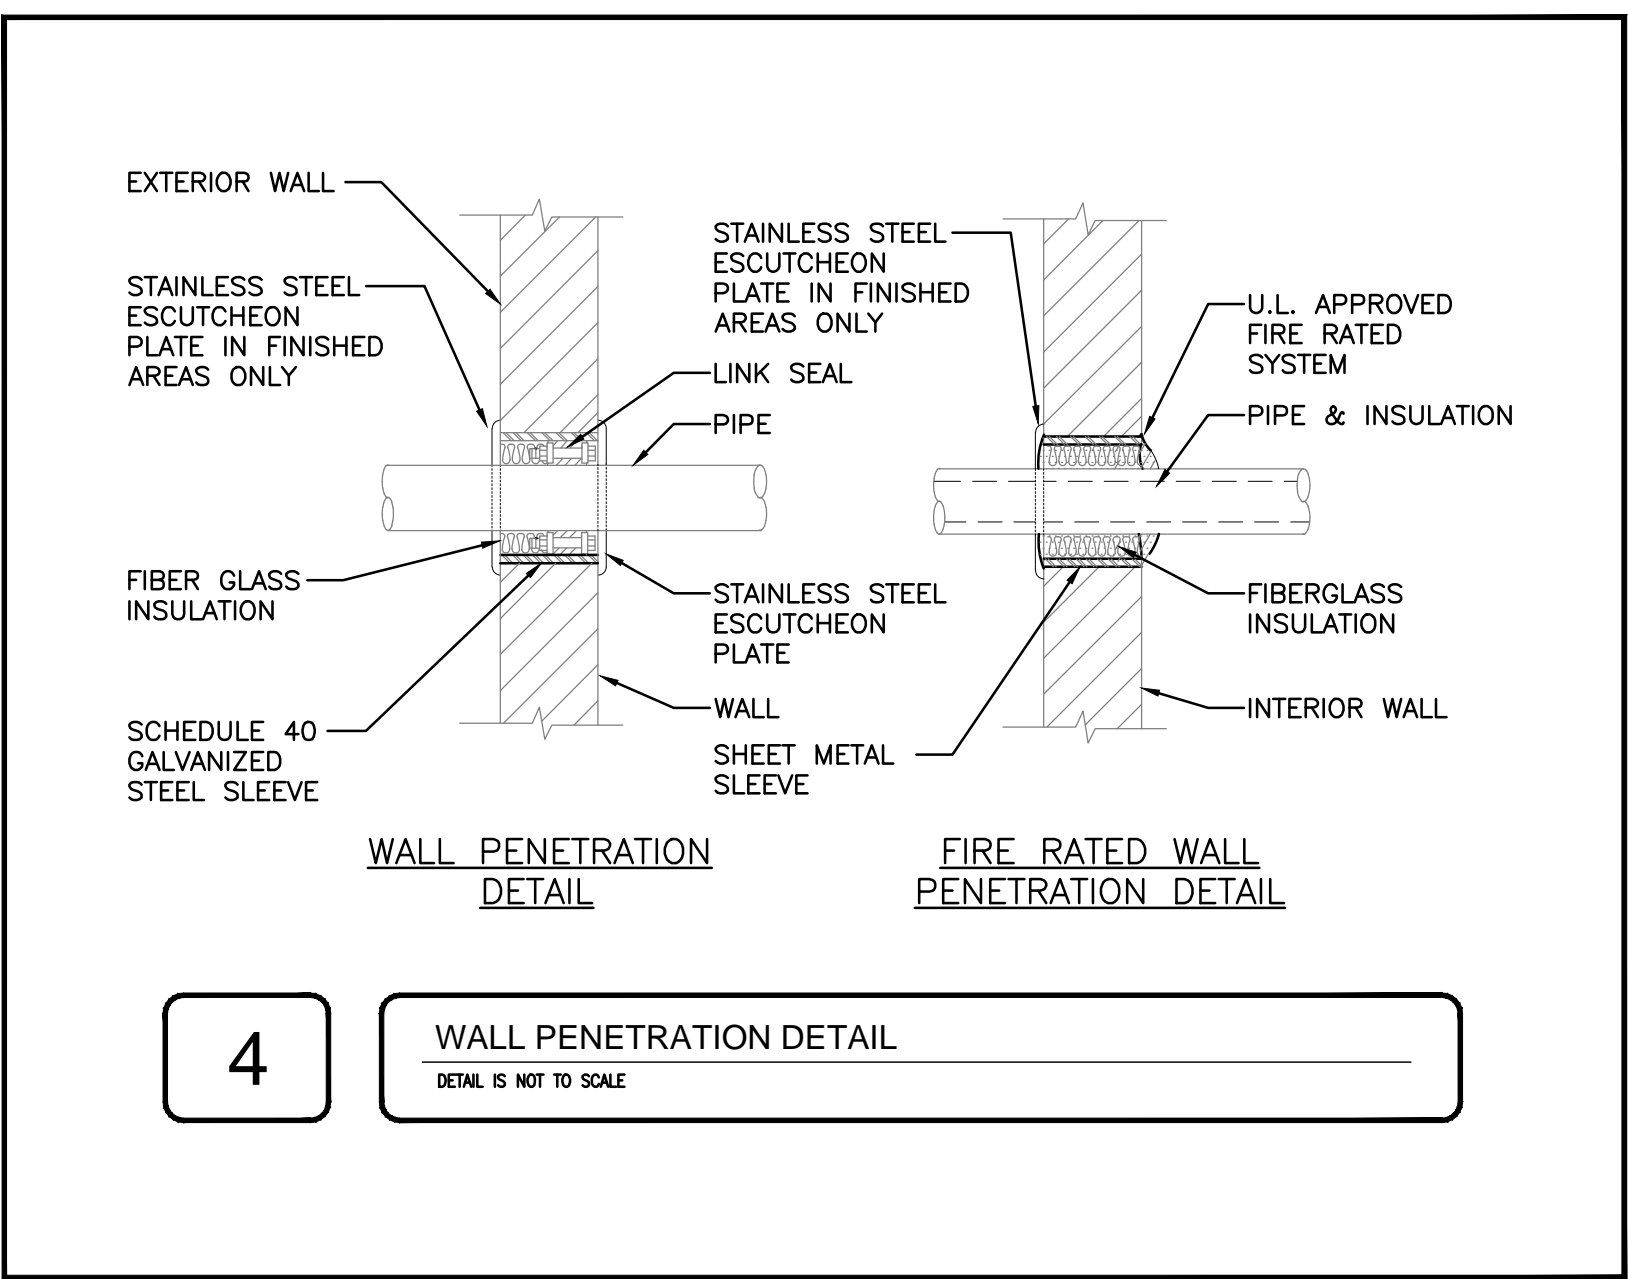 EXTERIOR WALL
STAINLESS STEEL
ESCUTCHEON
PLATE IN FINISHED
AREAS ONLY
FIBER GLASS
INSULATION
SCHEDULE 40
GALVANIZED
STEEL SLEEVE
STAINLESS STEEL
ESCUTCHEON
PLATE IN FINISHED
AREAS ONLY
LINK SEAL
PIPE
STAINLESS STEEL
ESCUTCHEON
PLATE
WALL
SHEET METAL
SLEEVE
U.L. APPROVED
FIRE RATED
SYSTEM
PIPE & INSULATION
FIBERGLASS
INSULATION
INTERIOR WALL
WALL PENETRATION
DETAIL
FIRE RATED WALL
PENETRATION DETAIL
4
WALL PENETRATION DETAIL
DETAIL IS NOT TO SCALE